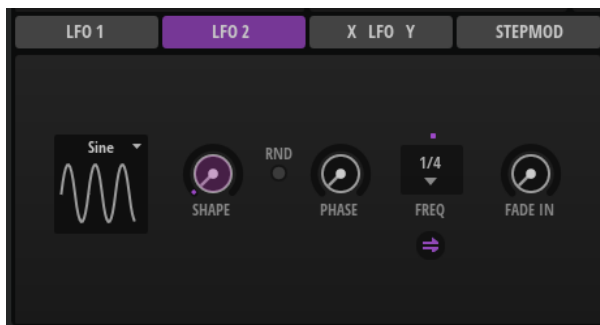 LFO 1
LFO 2
X LFO Y
STEPMOD
Sine
SHAPE
RND
PHASE
1/4
FREQ
FADE IN